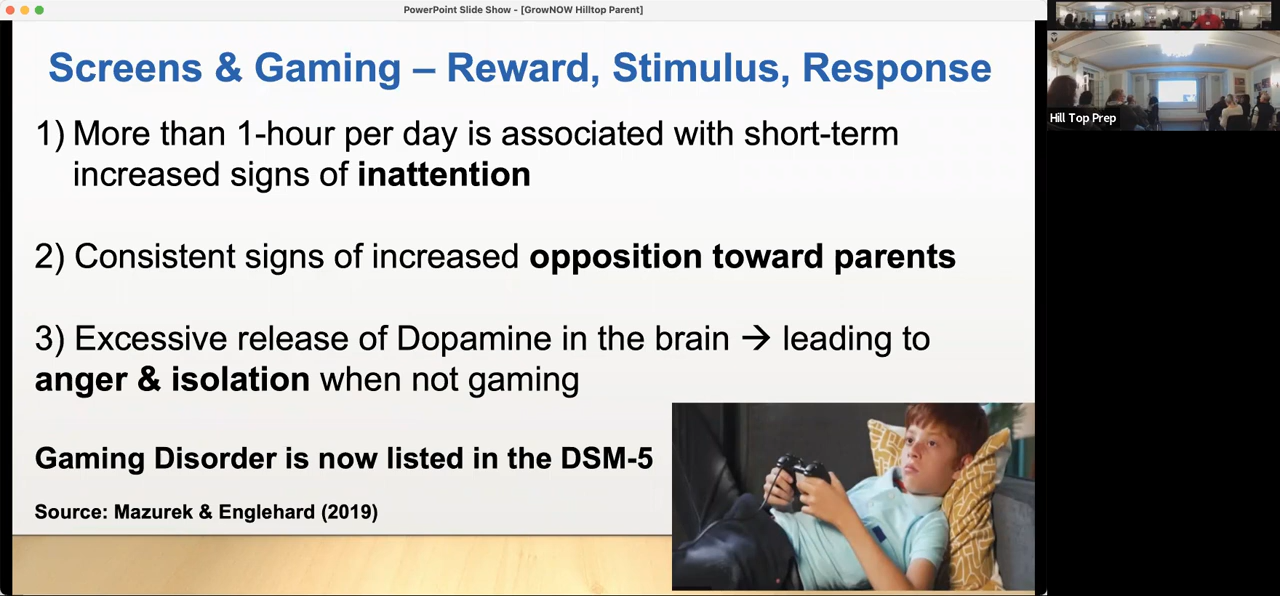 PowerPoint Slide Show - [GrowNOW Hilltop Parent]
Screens & Gaming – Reward, Stimulus, Response
1) More than 1-hour per day is associated with short-term
increased signs of inattention
2) Consistent signs of increased opposition toward parents
3) Excessive release of Dopamine in the brain → leading to
anger & isolation when not gaming
Gaming Disorder is now listed in the DSM-5
Source: Mazurek & Englehard (2019)
Hill Top Prep